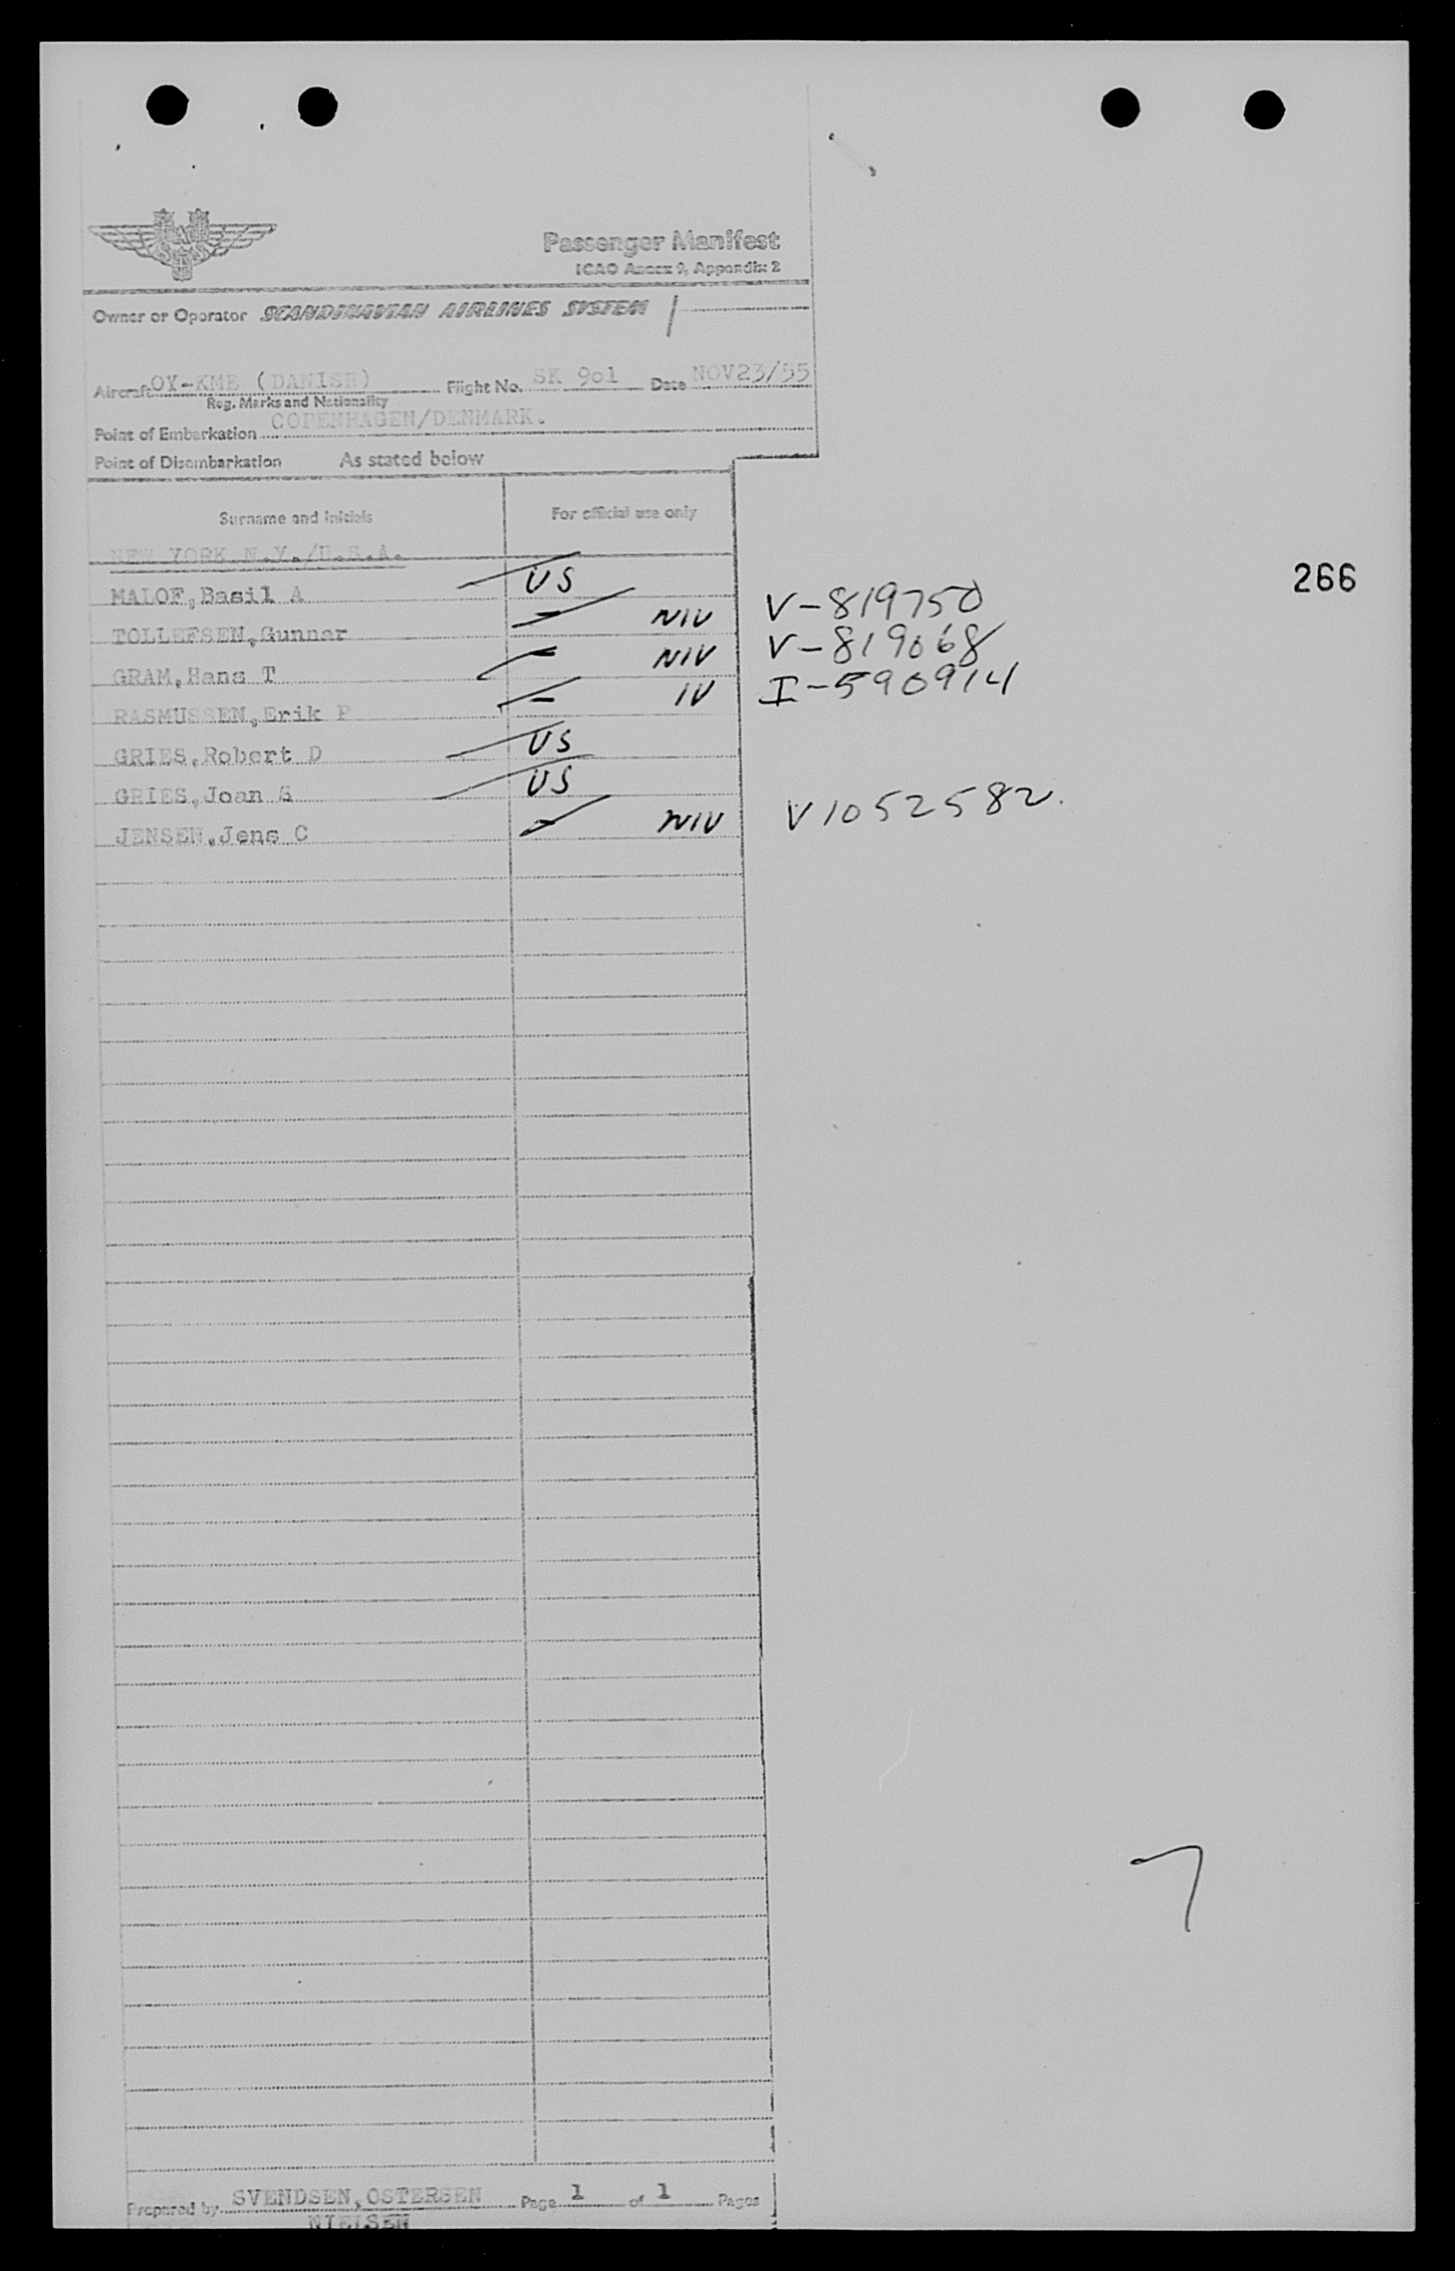 SAS
Passenger Manifest
ICAO Annex 9, Appendix 2
Owner or Operator SCANDINAVIAN AIRLINES SYSTEM /
Aircraft OY-KME (DANISH) Flight No. SK 901 Date NOV23/55
Reg. Marks and Nationality
Point of Embarkation COPENHAGEN/DENMARK.
Point of Disembarkation As stated below
Surname and initials For official use only
NEW YORK N.Y./U.S.A.
266
MALOF, Basil A US
TOLLEFSEN, Gunnar NIV V-819750
GRAM, Hans T NIV V-819068
RASMUSSEN, Erik P IV I-590914
GRIES, Robert D US
GRIES, Joan S US
JENSEN, Jens C NIV V1052582.
7
Prepared by SVENDSEN, OSTERSEN Page 1 of 1 Pages
NIELSEN